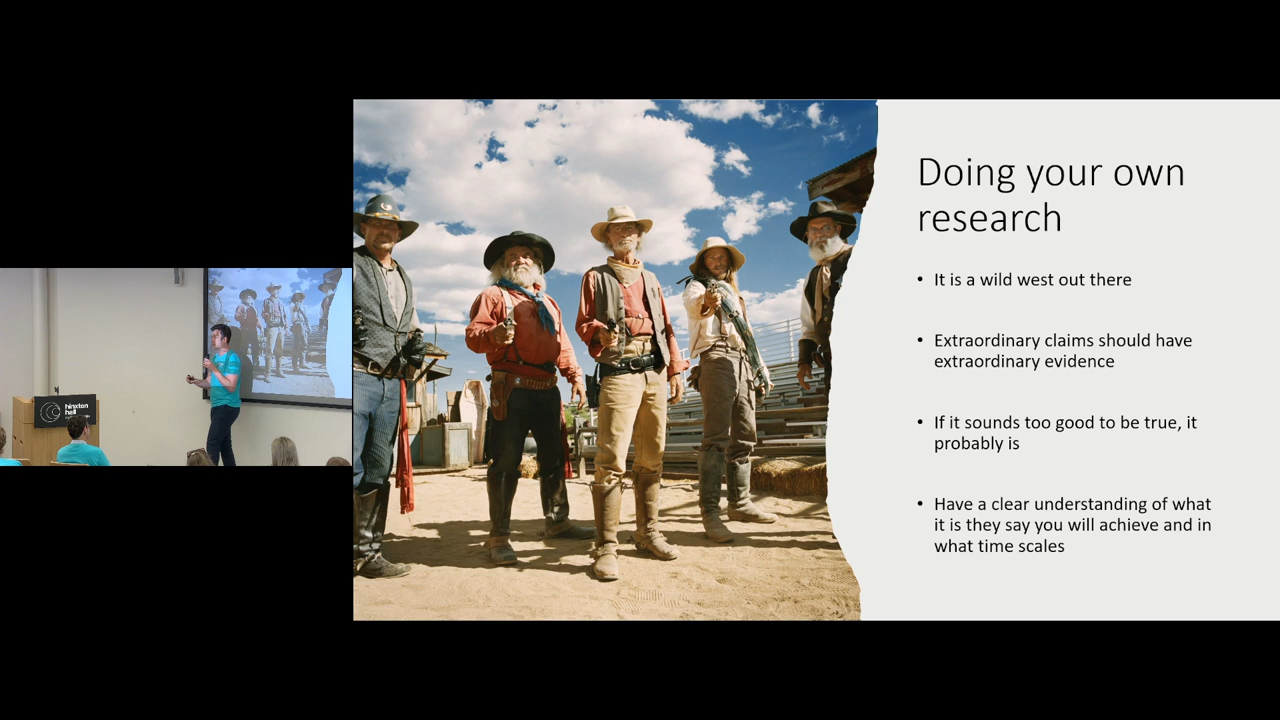 Doing your own
research
• It is a wild west out there
• Extraordinary claims should have
extraordinary evidence
• If it sounds too good to be true, it
probably is
• Have a clear understanding of what
it is they say you will achieve and in
what time scales
hinxton
hall